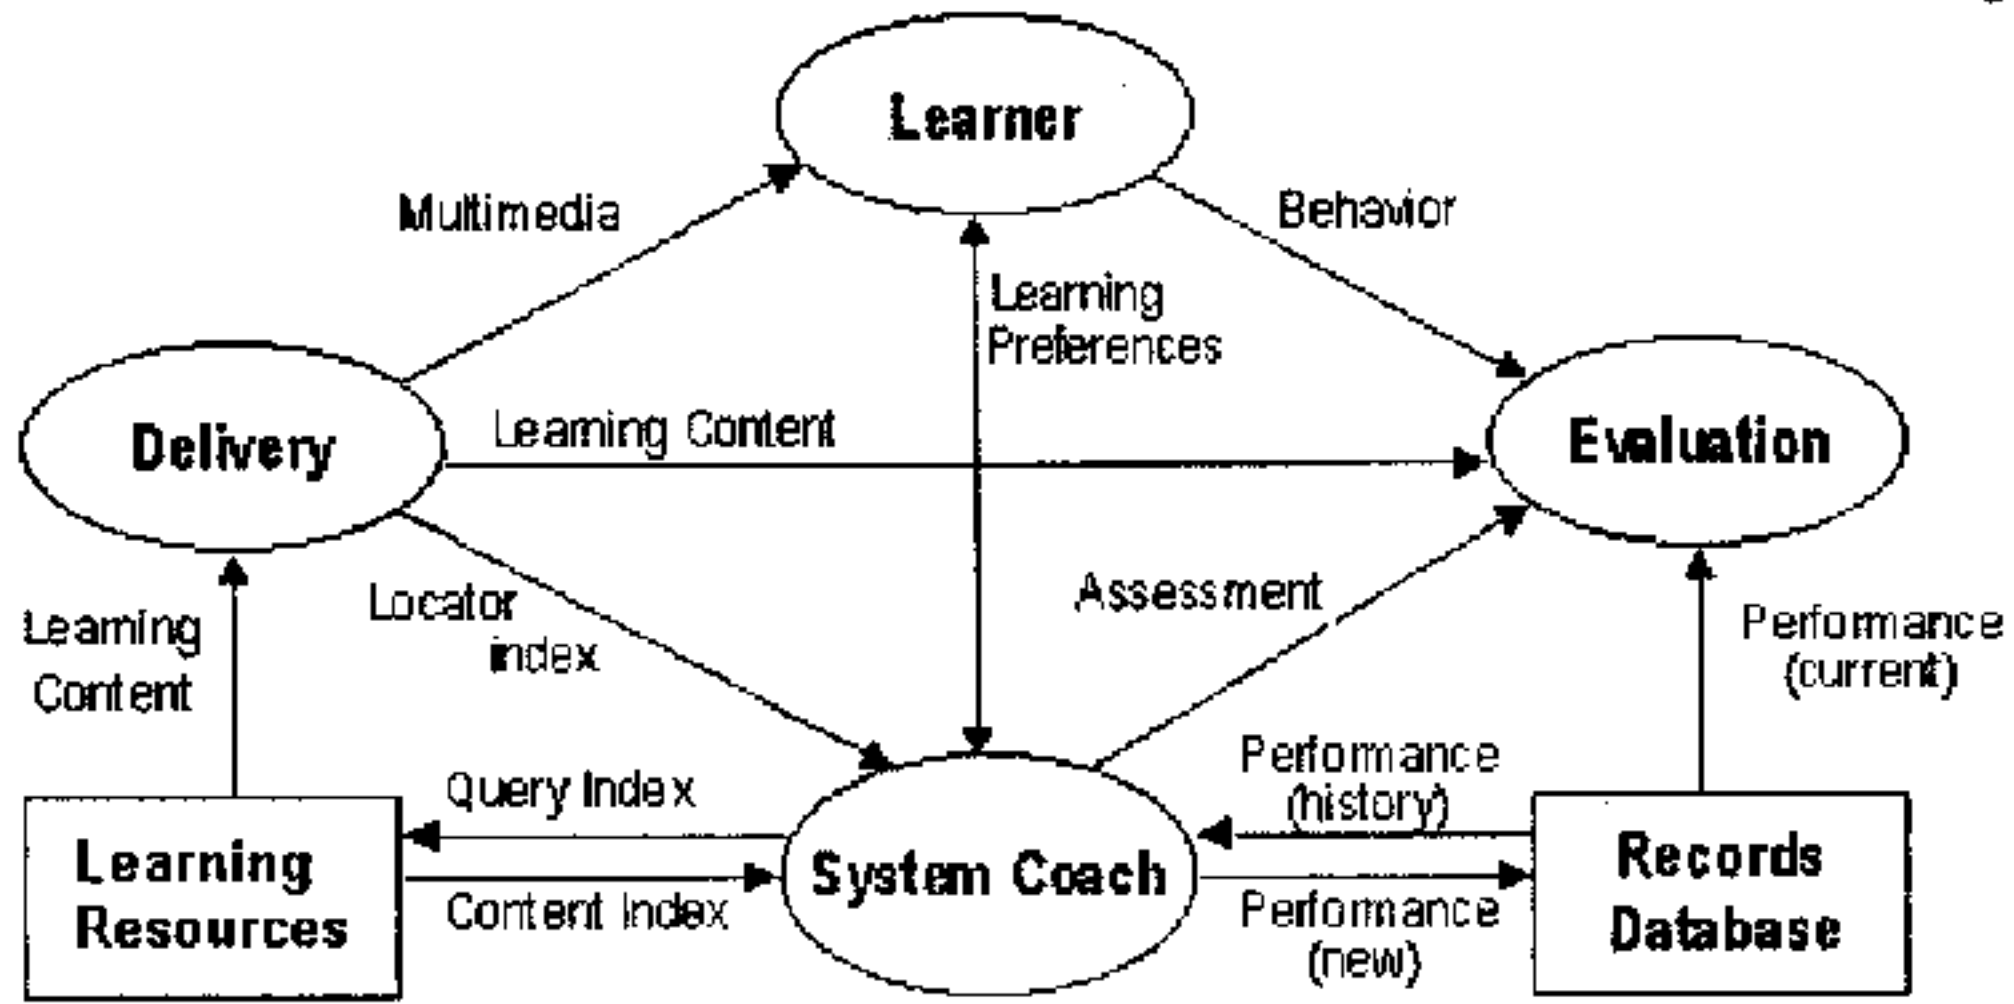 Learner
Multimedia
Behavior
Learning
Preferences
Delivery
Learning Content
Evaluation
Locator
index
Assessment
Learning
Content
Performance
(current)
Query Index
Performance
(history)
Learning
Resources
System Coach
Records
Database
Content Index
Performance
(new)